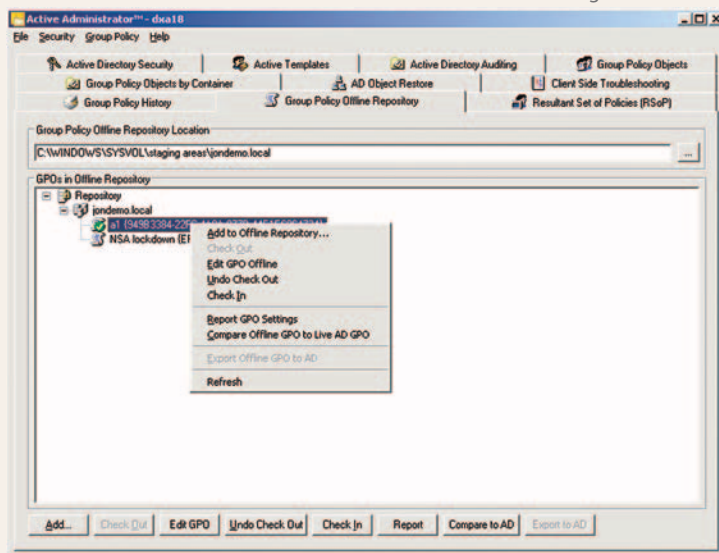 Active Administrator™ - dxa18
File Security Group Policy Help
Active Directory Security Active Templates Active Directory Auditing Group Policy Objects
Group Policy Objects by Container AD Object Restore Client Side Troubleshooting
Group Policy History Group Policy Offline Repository Resultant Set of Policies (RSoP)
Group Policy Offline Repository Location
C:\WINDOWS\SYSVOL\staging areas\jondemo.local
...
GPOs in Offline Repository
Repository
jondemo.local
a1
NSA lockdown
Add to Offline Repository...
Check Out
Edit GPO Offline
Undo Check Out
Check In
Report GPO Settings
Compare Offline GPO to Live AD GPO
Export Offline GPO to AD
Refresh
Add... Check Out Edit GPO Undo Check Out Check In Report Compare to AD Export to AD